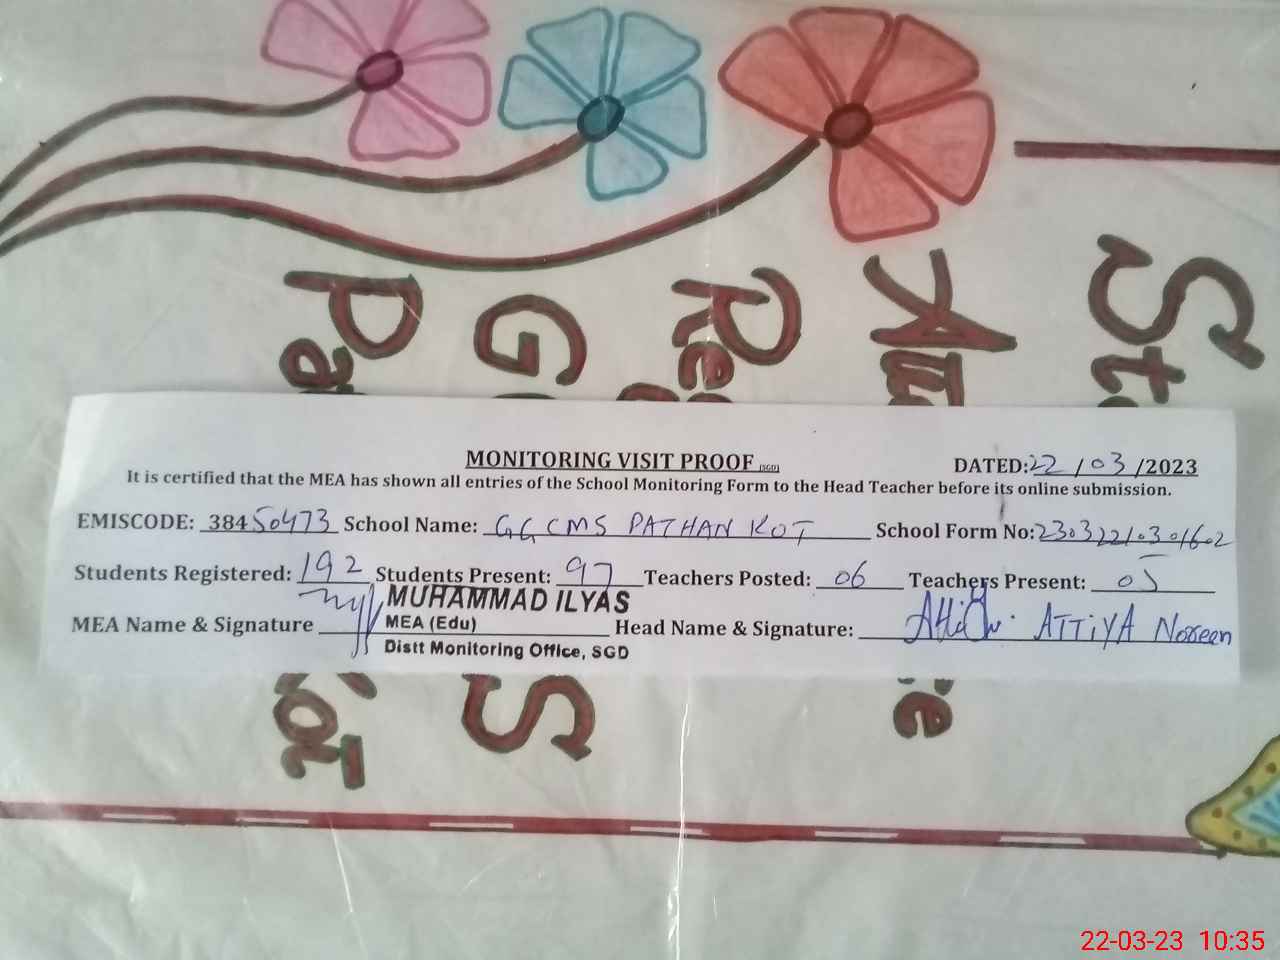 MONITORING VISIT PROOF (SGD) DATED: 22/03/2023
It is certified that the MEA has shown all entries of the School Monitoring Form to the Head Teacher before its online submission.
EMISCODE: 38450473 School Name: GGCMS PATHAN KOT School Form No:
Students Registered: 192 Students Present: 97 Teachers Posted: 06 Teachers Present: 05
MUHAMMAD ILYAS
MEA Name & Signature MEA (Edu) Head Name & Signature: ATTIYA Noreen
Distt Monitoring Office, SGD
22-03-23 10:35